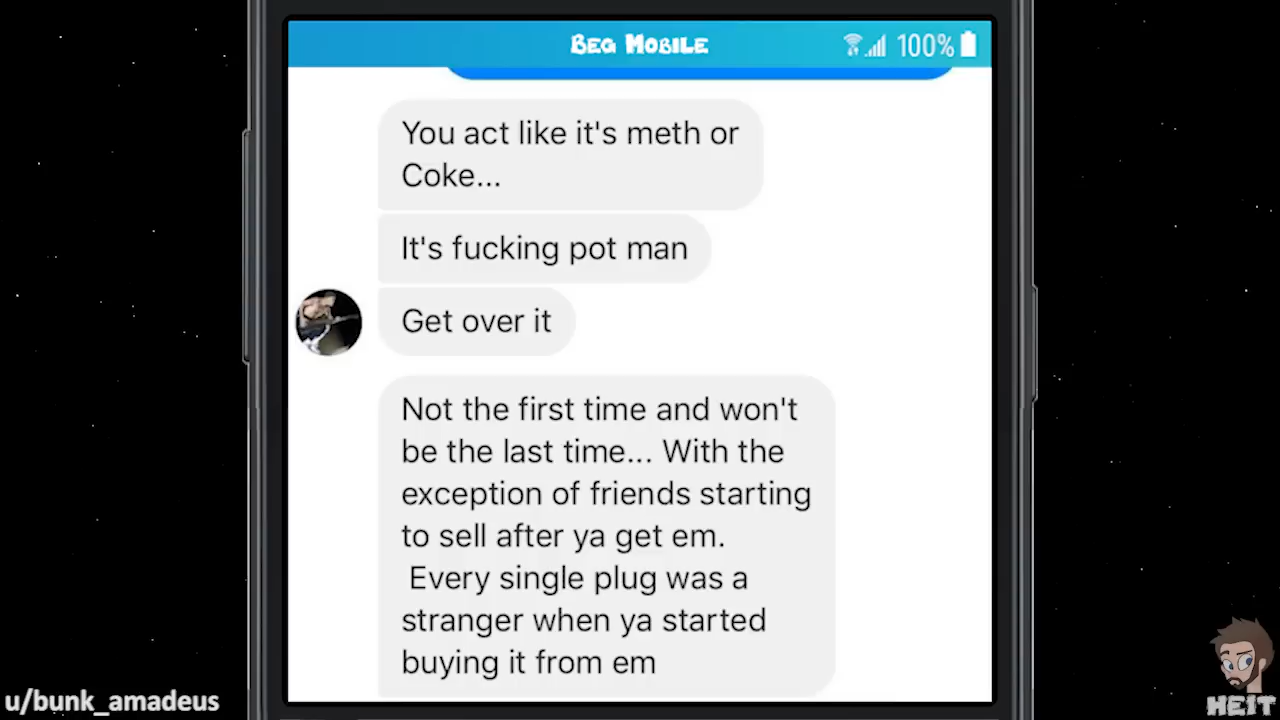 Beg Mobile
100%
You act like it's meth or
Coke...
It's fucking pot man
Get over it
Not the first time and won't
be the last time... With the
exception of friends starting
to sell after ya get em.
Every single plug was a
stranger when ya started
buying it from em
u/bunk_amadeus
HEIT